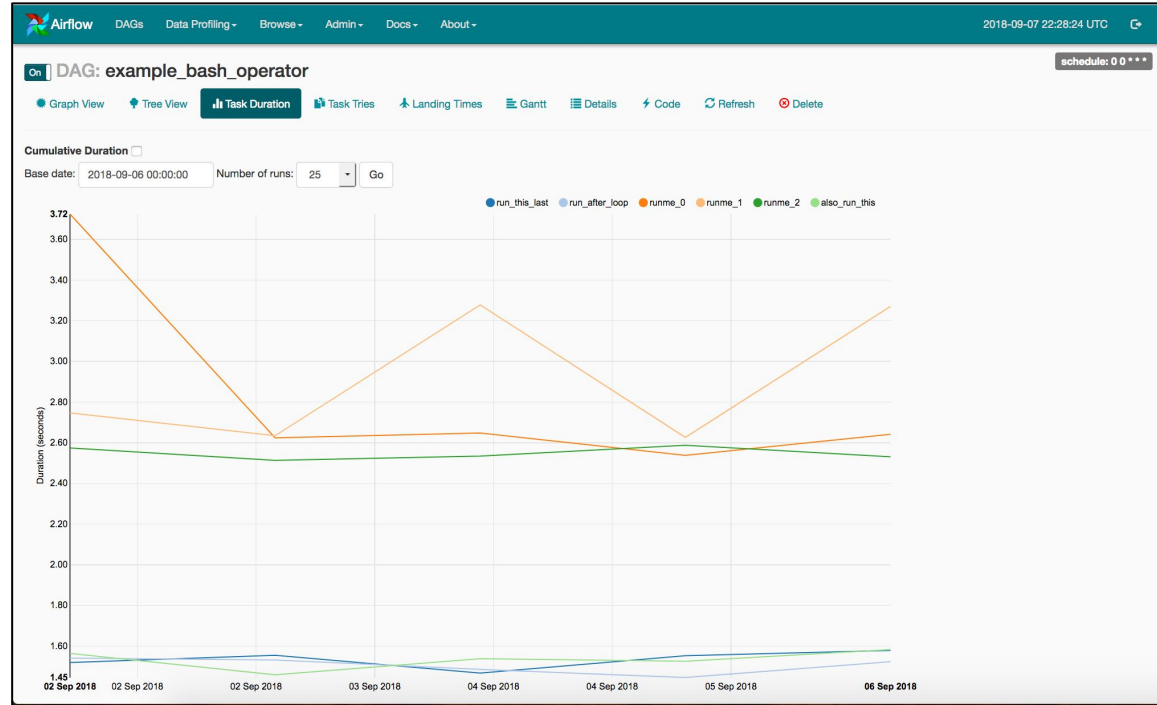 Airflow DAGs Data Profiling Browse Admin Docs About 2018-09-07 22:28:24 UTC
On DAG: example_bash_operator schedule: 0 0 * * *
Graph View Tree View Task Duration Task Tries Landing Times Gantt Details Code Refresh Delete
Cumulative Duration
Base date: 2018-09-06 00:00:00 Number of runs: 25 Go
run_this_last run_after_loop runme_0 runme_1 runme_2 also_run_this
3.72
3.60
3.40
3.20
3.00
2.80
Duration (seconds)
2.60
2.40
2.20
2.00
1.80
1.60
1.45
02 Sep 2018 02 Sep 2018 02 Sep 2018 03 Sep 2018 04 Sep 2018 04 Sep 2018 05 Sep 2018 06 Sep 2018